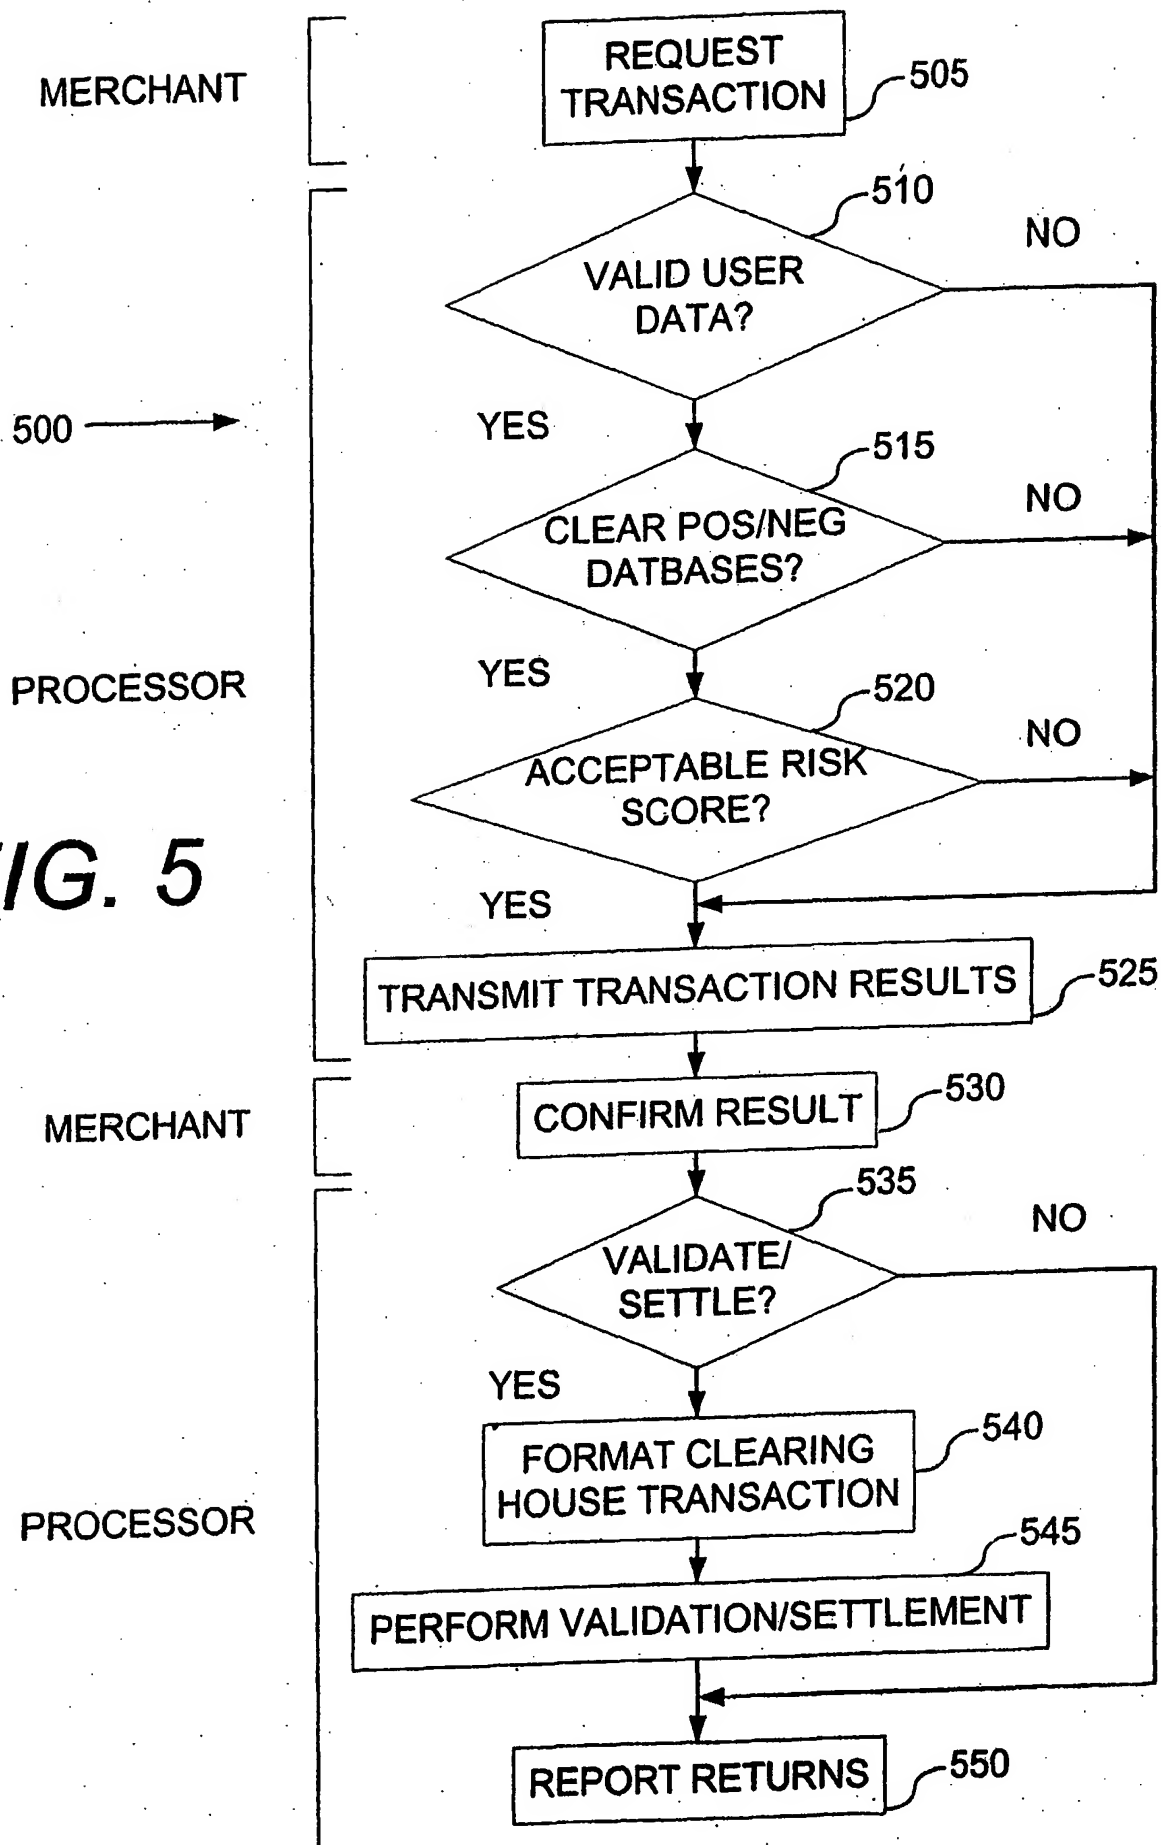 MERCHANT
REQUEST
TRANSACTION
505
510
VALID USER
DATA?
NO
YES
500
515
CLEAR POS/NEG
DATBASES?
NO
YES
PROCESSOR
520
ACCEPTABLE RISK
SCORE?
NO
YES
IG. 5
TRANSMIT TRANSACTION RESULTS
525
MERCHANT
CONFIRM RESULT
530
535
VALIDATE/
SETTLE?
NO
YES
FORMAT CLEARING
HOUSE TRANSACTION
540
PROCESSOR
545
PERFORM VALIDATION/SETTLEMENT
REPORT RETURNS
550